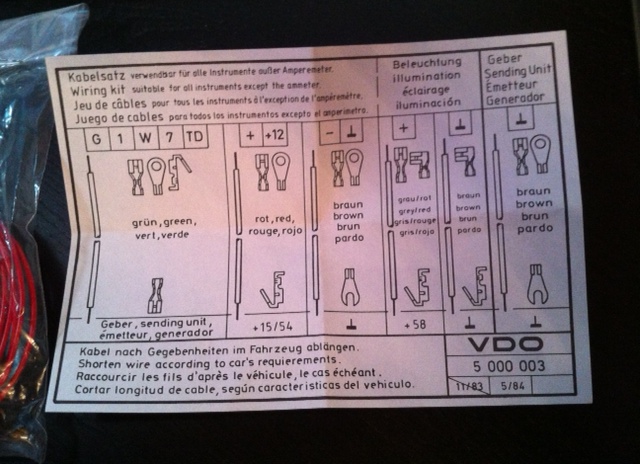 Kabelsatz verwendbar für alle Instrumente außer Amperemeter.
Wiring kit suitable for all instruments except the ammeter.
Jeu de câbles pour tous les instruments à l'exception de l'ampéremétre.
Juego de cables para todos los instrumentos excepto el amperimetro.
Beleuchtung
illumination
éclairage
iluminación
Geber
Sending Unit
Emetteur
Generador
G 1 W 7 TD
+ +12
- ⊥
+
⊥
⊥
grün, green,
vert, verde
rot, red,
rouge, rojo
braun
brown
brun
pardo
grau/rot
grey/red
gris/rouge
gris/rojo
braun
brown
brun
pardo
braun
brown
brun
pardo
Geber, sending unit,
émetteur, generador
+15/54
⊥
+58
⊥
⊥
Kabel nach Gegebenheiten im Fahrzeug ablängen.
Shorten wire according to car's requierements.
Raccourcir les fils d'après le véhicule, le cas échéant.
Cortar longitud de cable, según caracteristicas del vehiculo.
VDO
5 000 003
11/83 5/84